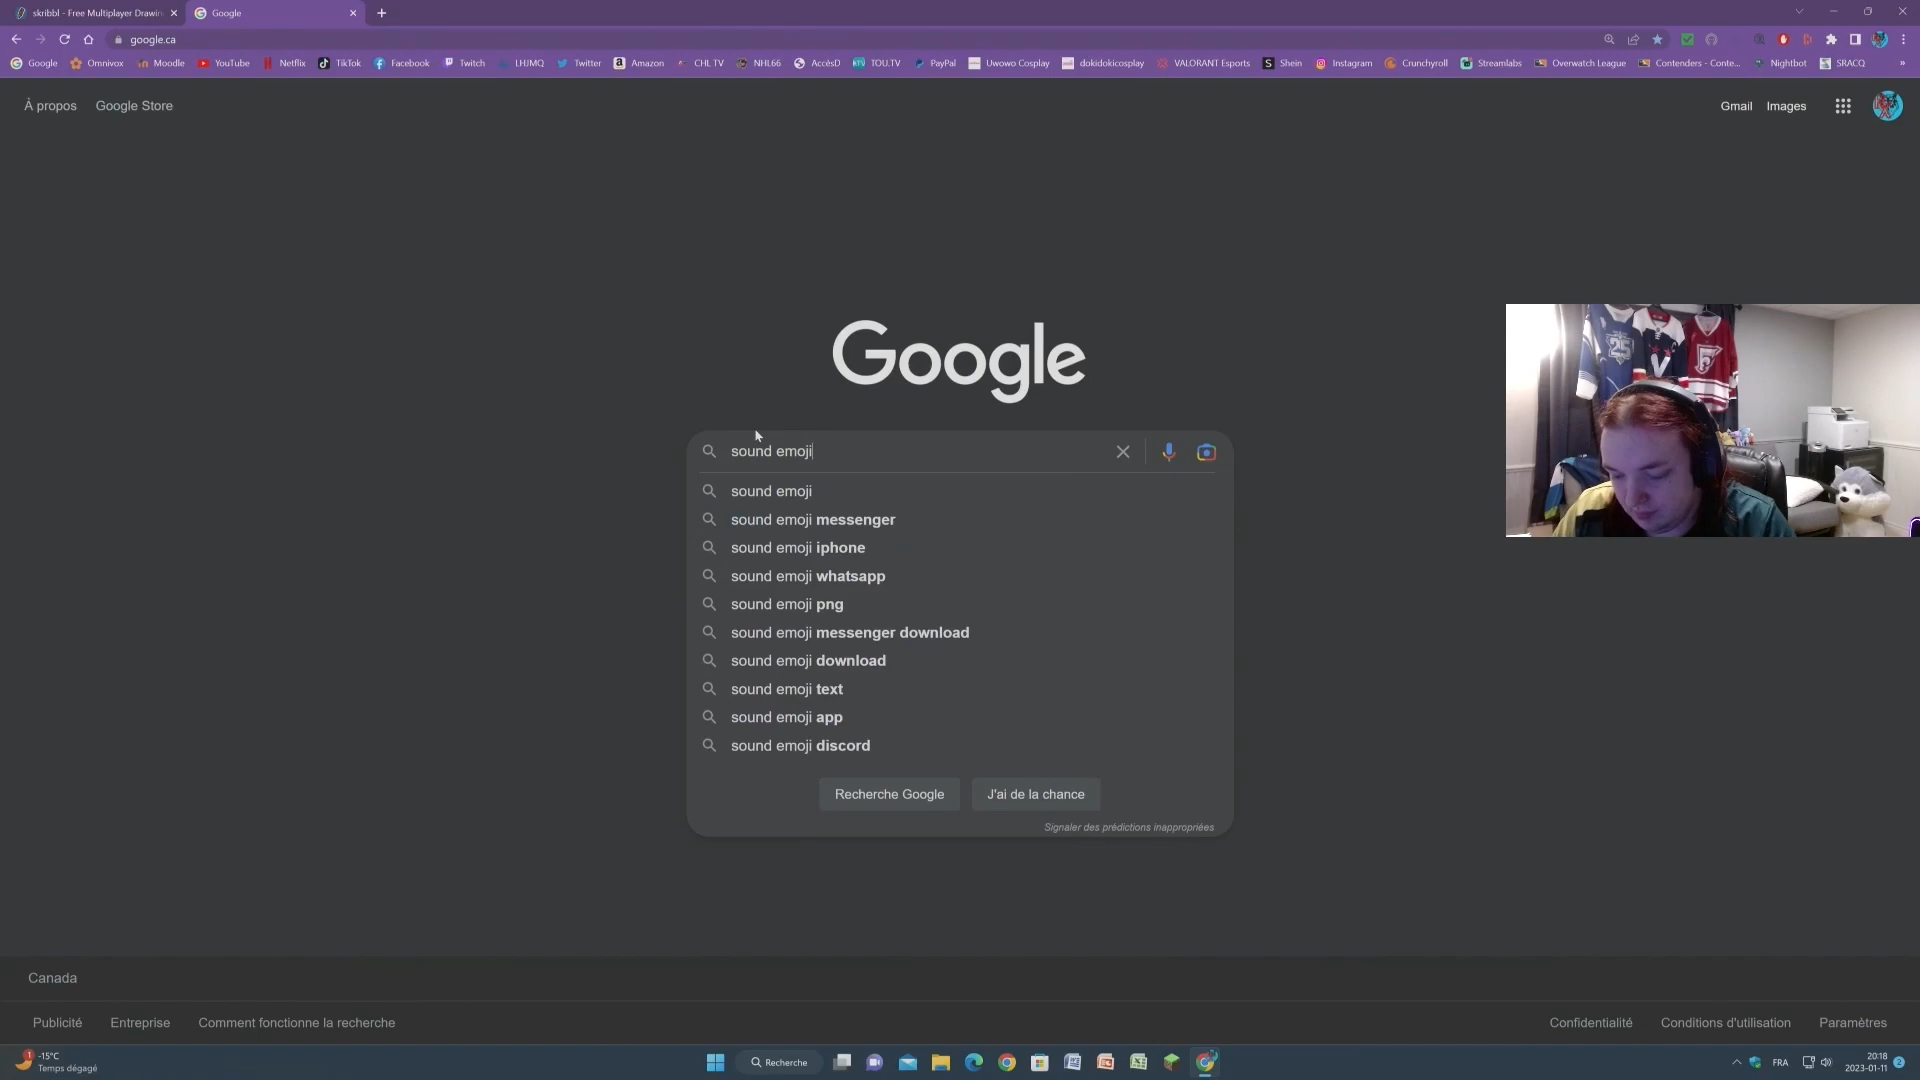 skribbl - Free Multiplayer Drawin
Google
google.ca
Google Omnivox Moodle YouTube Netflix TikTok Facebook Twitch LHJMQ Twitter Amazon CHL TV NHL66 AccèsD TOU.TV PayPal Uwowo Cosplay dokidokicosplay VALORANT Esports Shein Instagram Crunchyroll Streamlabs Overwatch League Contenders - Conte... Nightbot SRACQ »
À propos Google Store
Gmail Images
Google
sound emoji
sound emoji
sound emoji messenger
sound emoji iphone
sound emoji whatsapp
sound emoji png
sound emoji messenger download
sound emoji download
sound emoji text
sound emoji app
sound emoji discord
Recherche Google J'ai de la chance
Signaler des prédictions inappropriées
25
Canada
Publicité Entreprise Comment fonctionne la recherche
Confidentialité Conditions d'utilisation Paramètres
1
-15°C
Temps dégagé
Recherche
FRA
20:18
2023-01-11
2